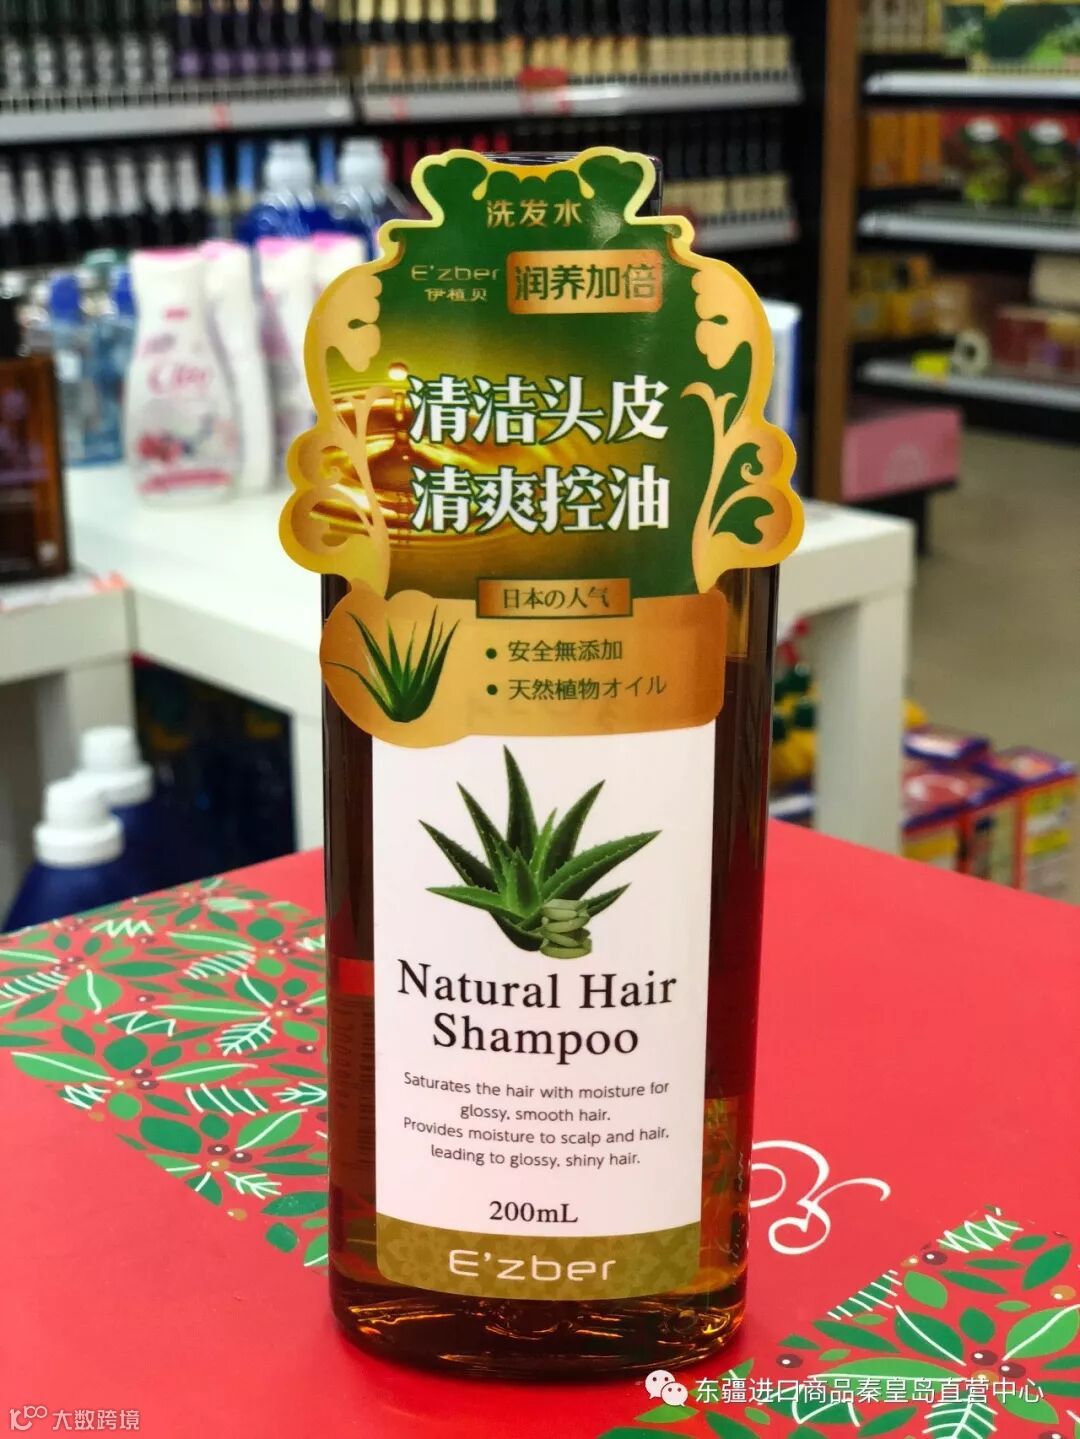 洗发水
E'zber
伊植贝
润养加倍
清洁头皮
清爽控油
日本の人气
• 安全無添加
• 天然植物オイル
Natural Hair
Shampoo
Saturates the hair with moisture for
glossy, smooth hair.
Provides moisture to scalp and hair,
leading to glossy, shiny hair.
200mL
E'zber
东疆进口商品秦皇岛直营中心
大数跨境